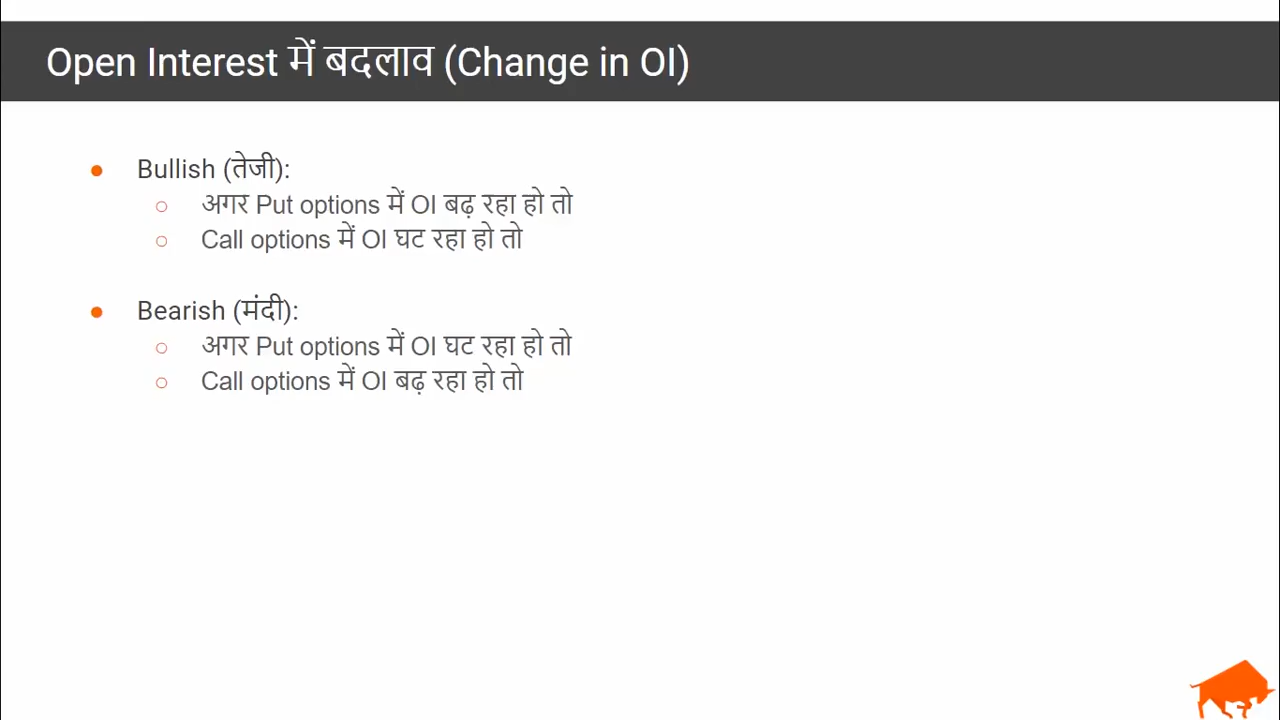 Open Interest में बदलाव (Change in OI)
Bullish (तेजी):
अगर Put options में OI बढ़ रहा हो तो
Call options में OI घट रहा हो तो
Bearish (मंदी):
अगर Put options में OI घट रहा हो तो
Call options में OI बढ़ रहा हो तो